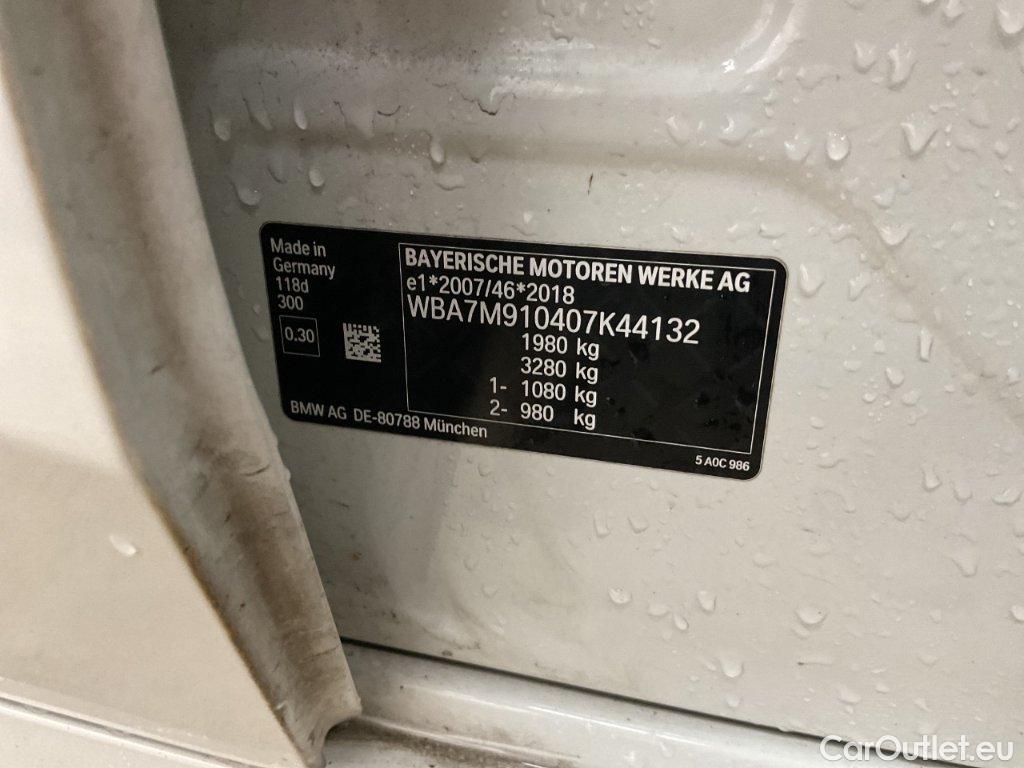 Made in
Germany
118d
300
0.30
BAYERISCHE MOTOREN WERKE AG
e1*2007/46*2018
WBA7M910407K44132
1980 kg
3280 kg
1- 1080 kg
2- 980 kg
BMW AG DE-80788 München
5 A0C 986
CarOutlet.eu